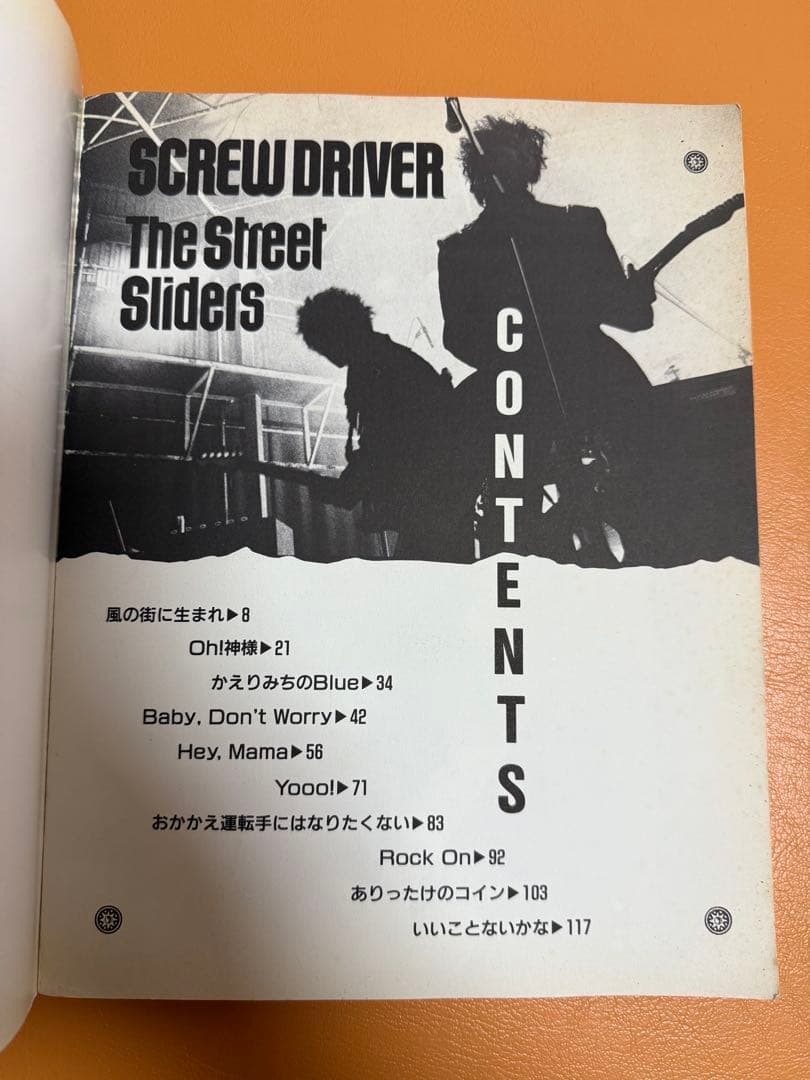 SCREW DRIVER
The Street
Sliders
CONTENTS
風の街に生まれ▶8
Oh!神様▶21
かえりみちのBlue▶34
Baby, Don't Worry▶42
Hey, Mama▶56
Yooo!▶71
おかかえ運転手にはなりたくない▶83
Rock On▶92
ありったけのコイン▶103
いいことないかな▶117